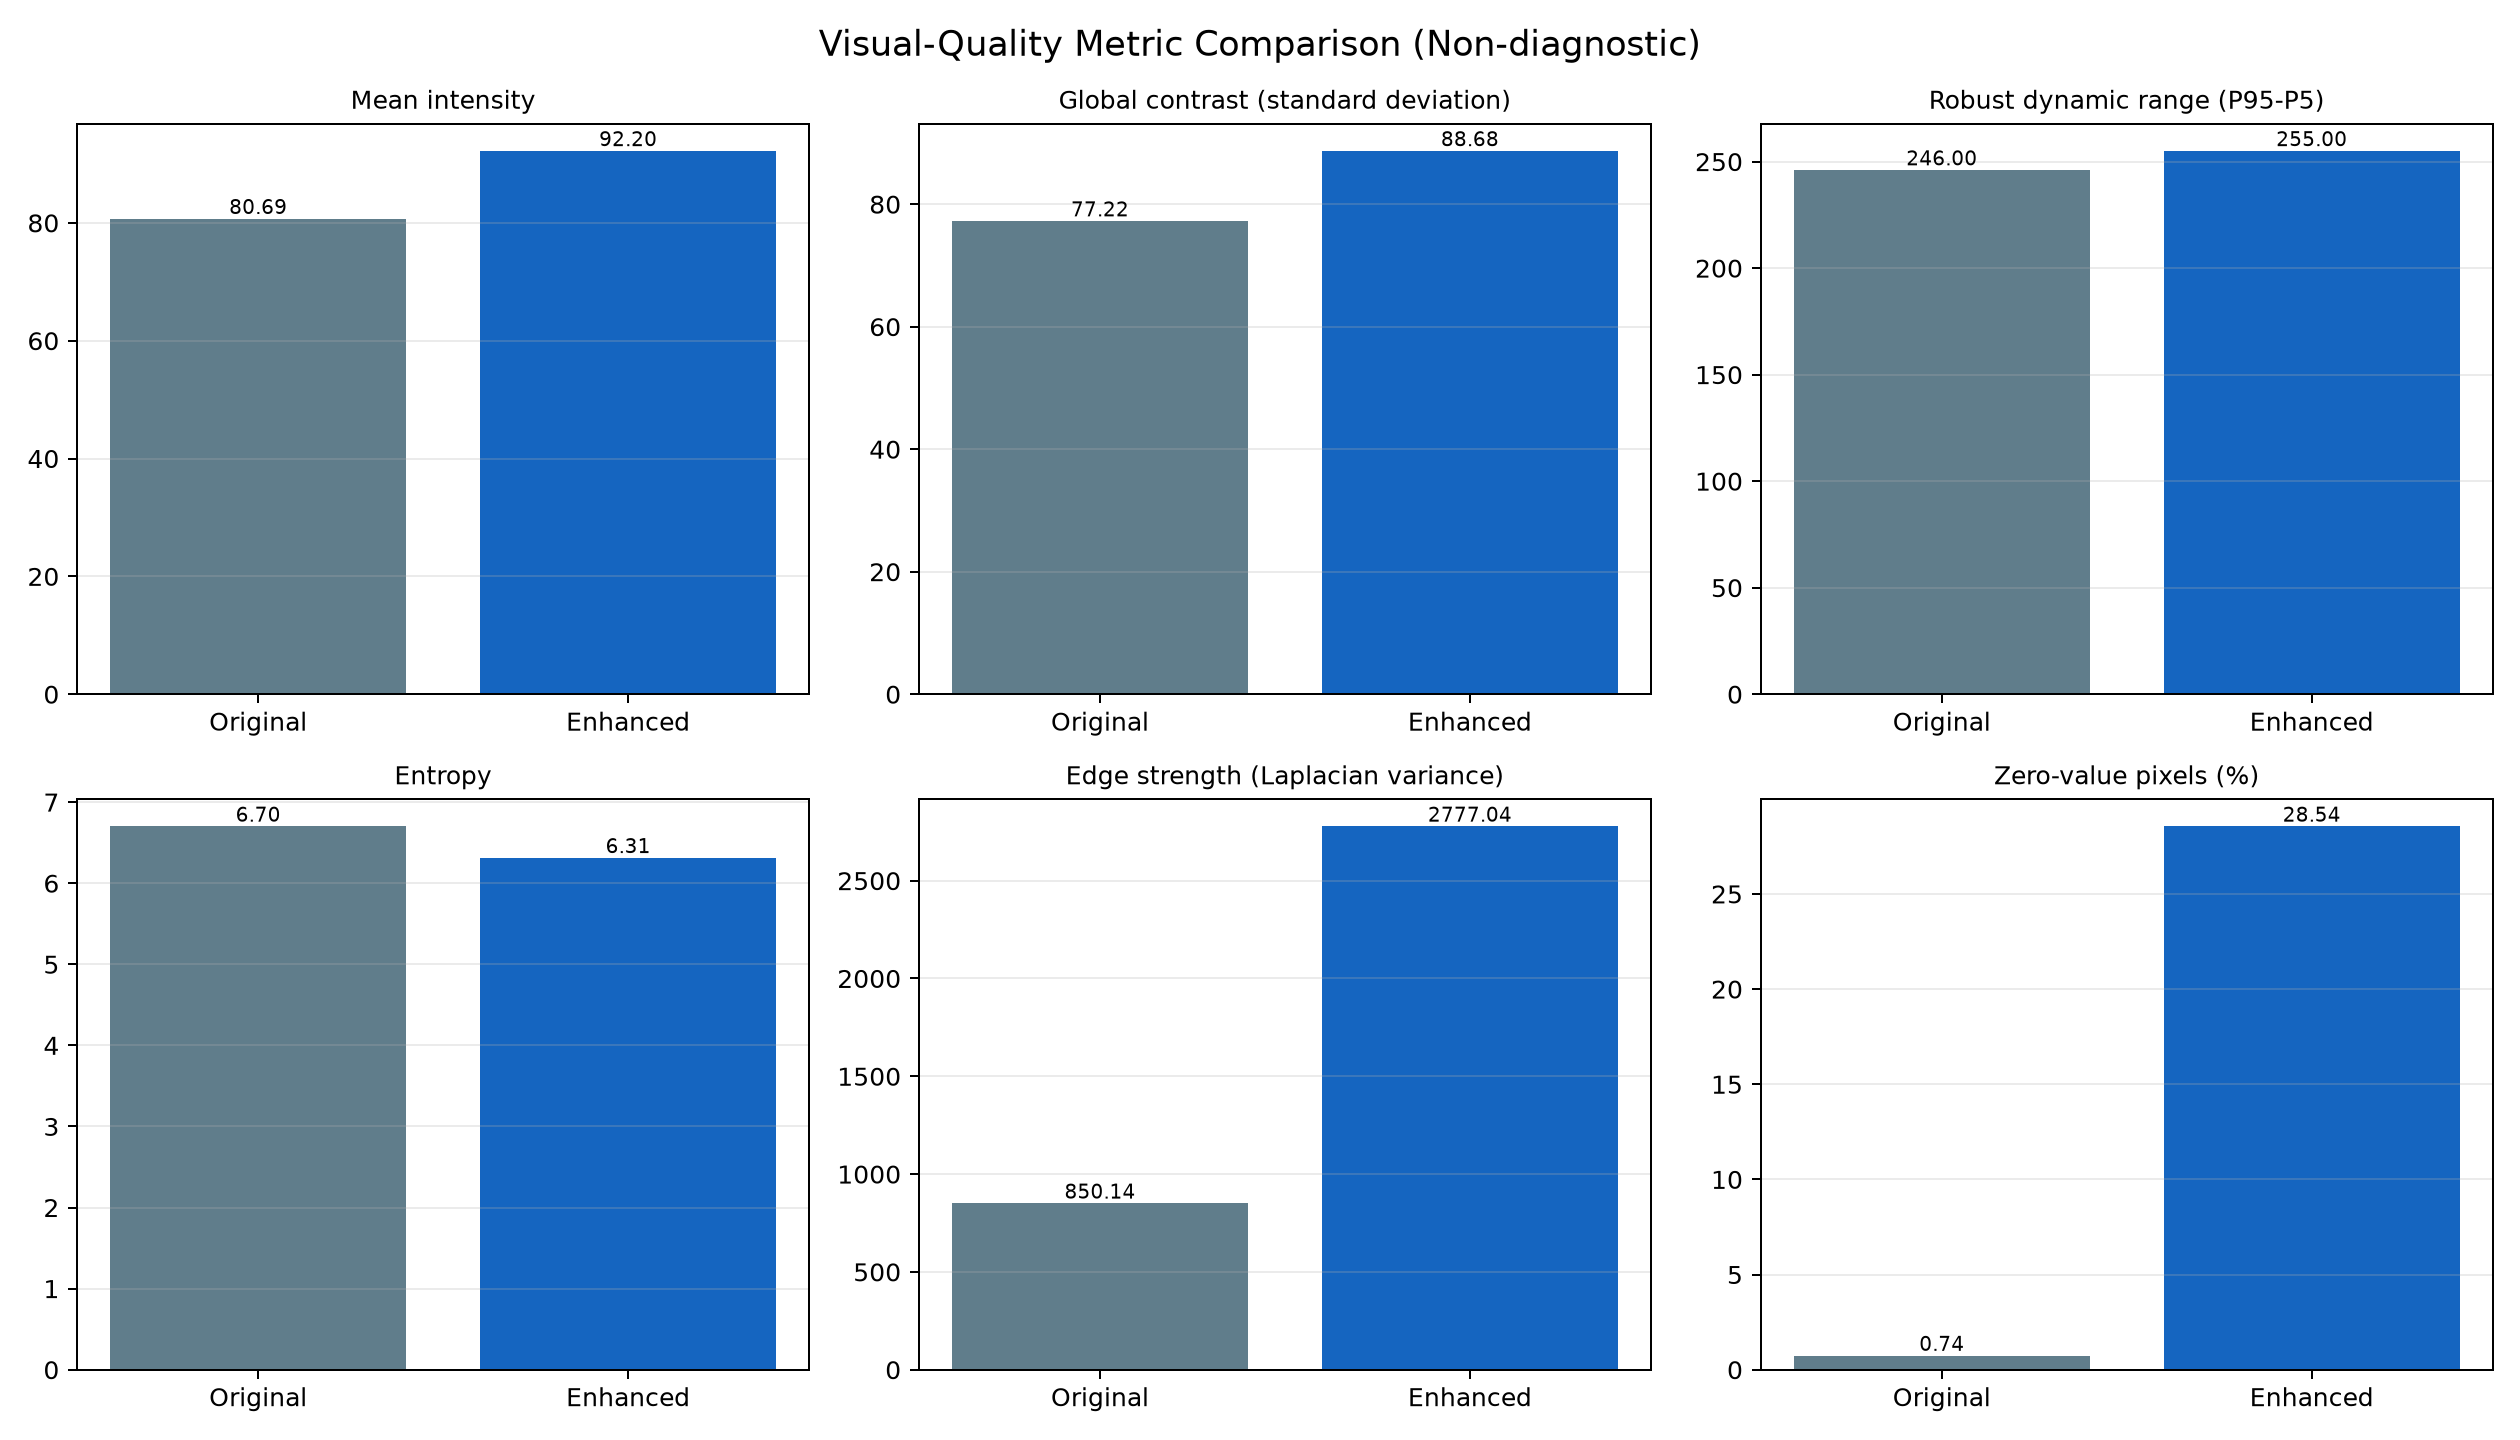 Visual-Quality Metric Comparison (Non-diagnostic)
Mean intensity
80
60
40
20
0
80.69
92.20
Original
Enhanced
Global contrast (standard deviation)
80
60
40
20
0
77.22
88.68
Original
Enhanced
Robust dynamic range (P95-P5)
250
200
150
100
50
0
246.00
255.00
Original
Enhanced
Entropy
7
6
5
4
3
2
1
0
6.70
6.31
Original
Enhanced
Edge strength (Laplacian variance)
2500
2000
1500
1000
500
0
850.14
2777.04
Original
Enhanced
Zero-value pixels (%)
25
20
15
10
5
0
0.74
28.54
Original
Enhanced